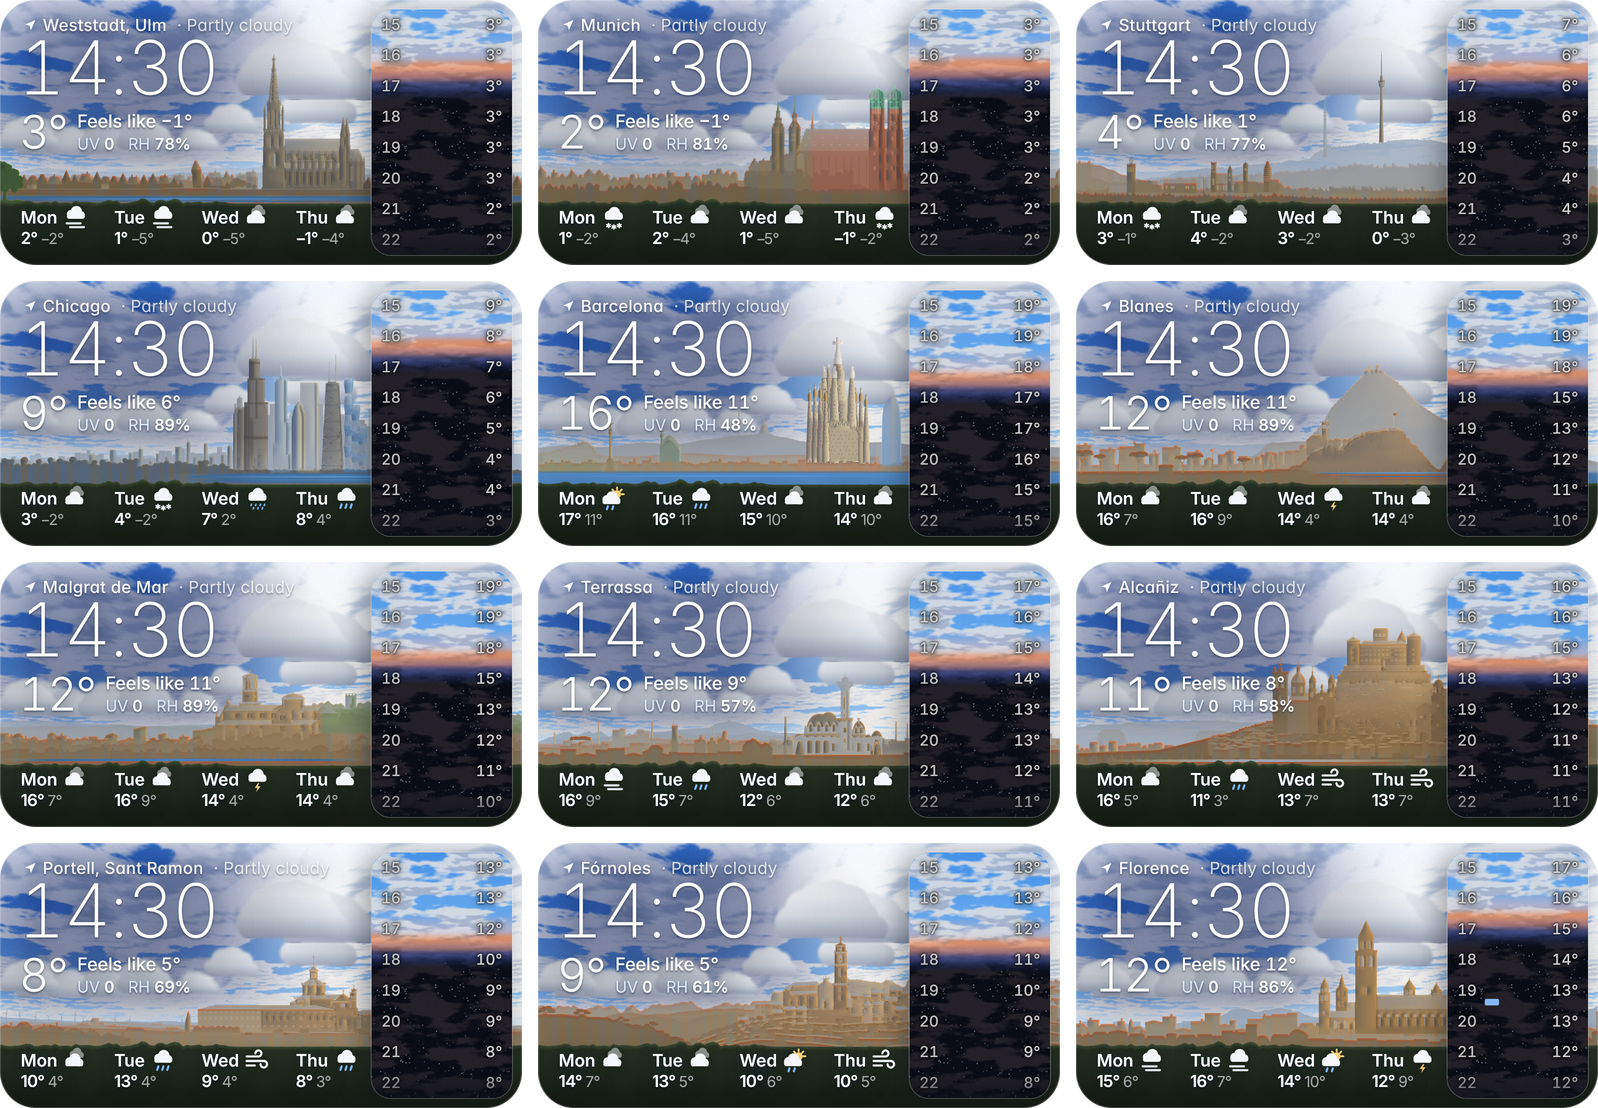 Weststadt, Ulm · Partly cloudy
14:30
3° Feels like −1°
UV 0 RH 78%
Mon Tue Wed Thu
2° −2° 1° −5° 0° −5° −1° −4°
15 3°
16 3°
17 3°
18 3°
19 3°
20 3°
21 2°
22 2°
Munich · Partly cloudy
14:30
2° Feels like −1°
UV 0 RH 81%
Mon Tue Wed Thu
1° −2° 2° −4° 1° −5° −1° −2°
15 3°
16 3°
17 3°
18 3°
19 3°
20 2°
21 2°
22 2°
Stuttgart · Partly cloudy
14:30
4° Feels like 1°
UV 0 RH 77%
Mon Tue Wed Thu
3° −1° 4° −2° 3° −2° 0° −3°
15 7°
16 6°
17 6°
18 6°
19 5°
20 4°
21 4°
22 3°
Chicago · Partly cloudy
14:30
9° Feels like 6°
UV 0 RH 89%
Mon Tue Wed Thu
3° −2° 4° −2° 7° 2° 8° 4°
15 9°
16 8°
17 7°
18 6°
19 5°
20 4°
21 4°
22 3°
Barcelona · Partly cloudy
14:30
16° Feels like 11°
UV 0 RH 48%
Mon Tue Wed Thu
17° 11° 16° 11° 15° 10° 14° 10°
15 19°
16 19°
17 18°
18 17°
19 17°
20 16°
21 15°
22 15°
Blanes · Partly cloudy
14:30
12° Feels like 11°
UV 0 RH 89%
Mon Tue Wed Thu
16° 7° 16° 9° 14° 4° 14° 4°
15 19°
16 19°
17 18°
18 15°
19 13°
20 12°
21 11°
22 10°
Malgrat de Mar · Partly cloudy
14:30
12° Feels like 11°
UV 0 RH 89%
Mon Tue Wed Thu
16° 7° 16° 9° 14° 4° 14° 4°
15 19°
16 19°
17 18°
18 15°
19 13°
20 12°
21 11°
22 10°
Terrassa · Partly cloudy
14:30
12° Feels like 9°
UV 0 RH 57%
Mon Tue Wed Thu
16° 9° 15° 7° 12° 6° 12° 6°
15 17°
16 16°
17 15°
18 14°
19 13°
20 13°
21 12°
22 11°
Alcañiz · Partly cloudy
14:30
11° Feels like 8°
UV 0 RH 58%
Mon Tue Wed Thu
16° 5° 11° 3° 13° 7° 13° 7°
15 16°
16 16°
17 15°
18 13°
19 12°
20 12°
21 11°
22 11°
Portell, Sant Ramon · Partly cloudy
14:30
8° Feels like 5°
UV 0 RH 69%
Mon Tue Wed Thu
10° 4° 13° 4° 9° 4° 8° 3°
15 13°
16 13°
17 12°
18 10°
19 9°
20 9°
21 8°
22 8°
Fórnoles · Partly cloudy
14:30
9° Feels like 5°
UV 0 RH 61%
Mon Tue Wed Thu
14° 7° 13° 5° 10° 6° 10° 5°
15 13°
16 13°
17 11°
18 11°
19 10°
20 9°
21 9°
22 8°
Florence · Partly cloudy
14:30
12° Feels like 12°
UV 0 RH 86%
Mon Tue Wed Thu
15° 6° 16° 7° 14° 10° 12° 9°
15 17°
16 16°
17 15°
18 14°
19 13°
20 13°
21 12°
22 12°